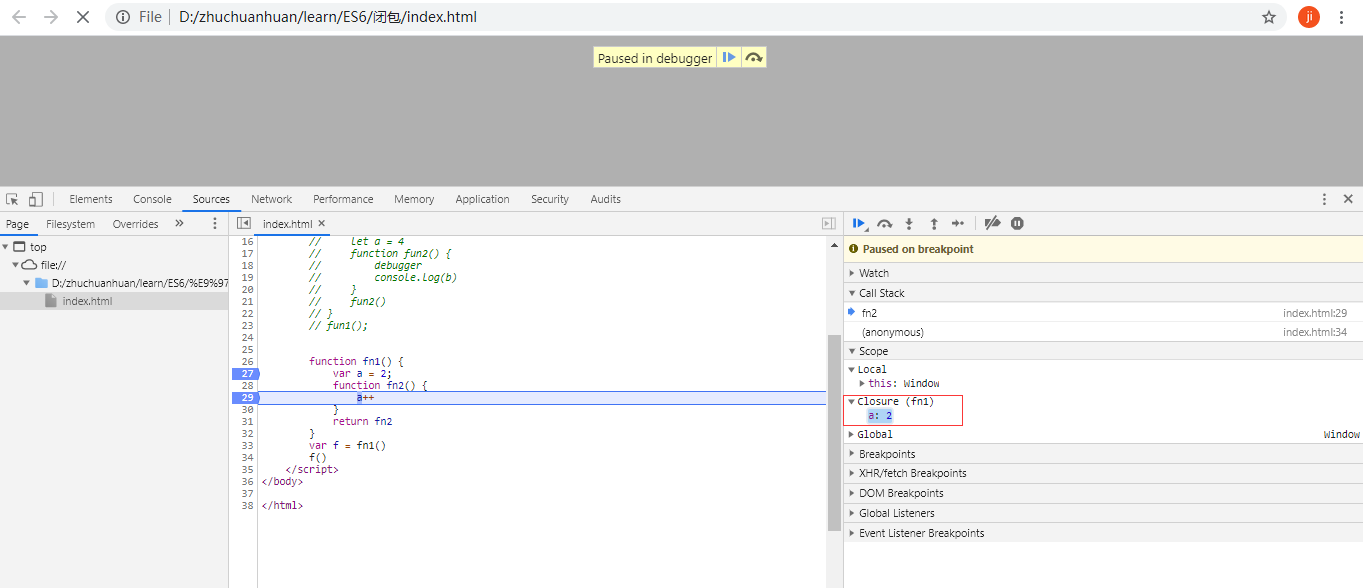 File D:/zhuchuanhuan/learn/ES6/闭包/index.html
ji
Paused in debugger
Elements Console Sources Network Performance Memory Application Security Audits
Page Filesystem Overrides »
index.html ×
top
file://
D:/zhuchuanhuan/learn/ES6/%E9%97
index.html
16 // let a = 4
17 // function fun2() {
18 // debugger
19 // console.log(b)
20 // }
21 // fun2()
22 // }
23 // fun1();
24
25
26 function fn1() {
27 var a = 2;
28 function fn2() {
29 a++
30 }
31 return fn2
32 }
33 var f = fn1()
34 f()
35 </script>
36 </body>
37
38 </html>
Paused on breakpoint
Watch
Call Stack
fn2 index.html:29
(anonymous) index.html:34
Scope
Local
this: Window
Closure (fn1)
a: 2
Global Window
Breakpoints
XHR/fetch Breakpoints
DOM Breakpoints
Global Listeners
Event Listener Breakpoints